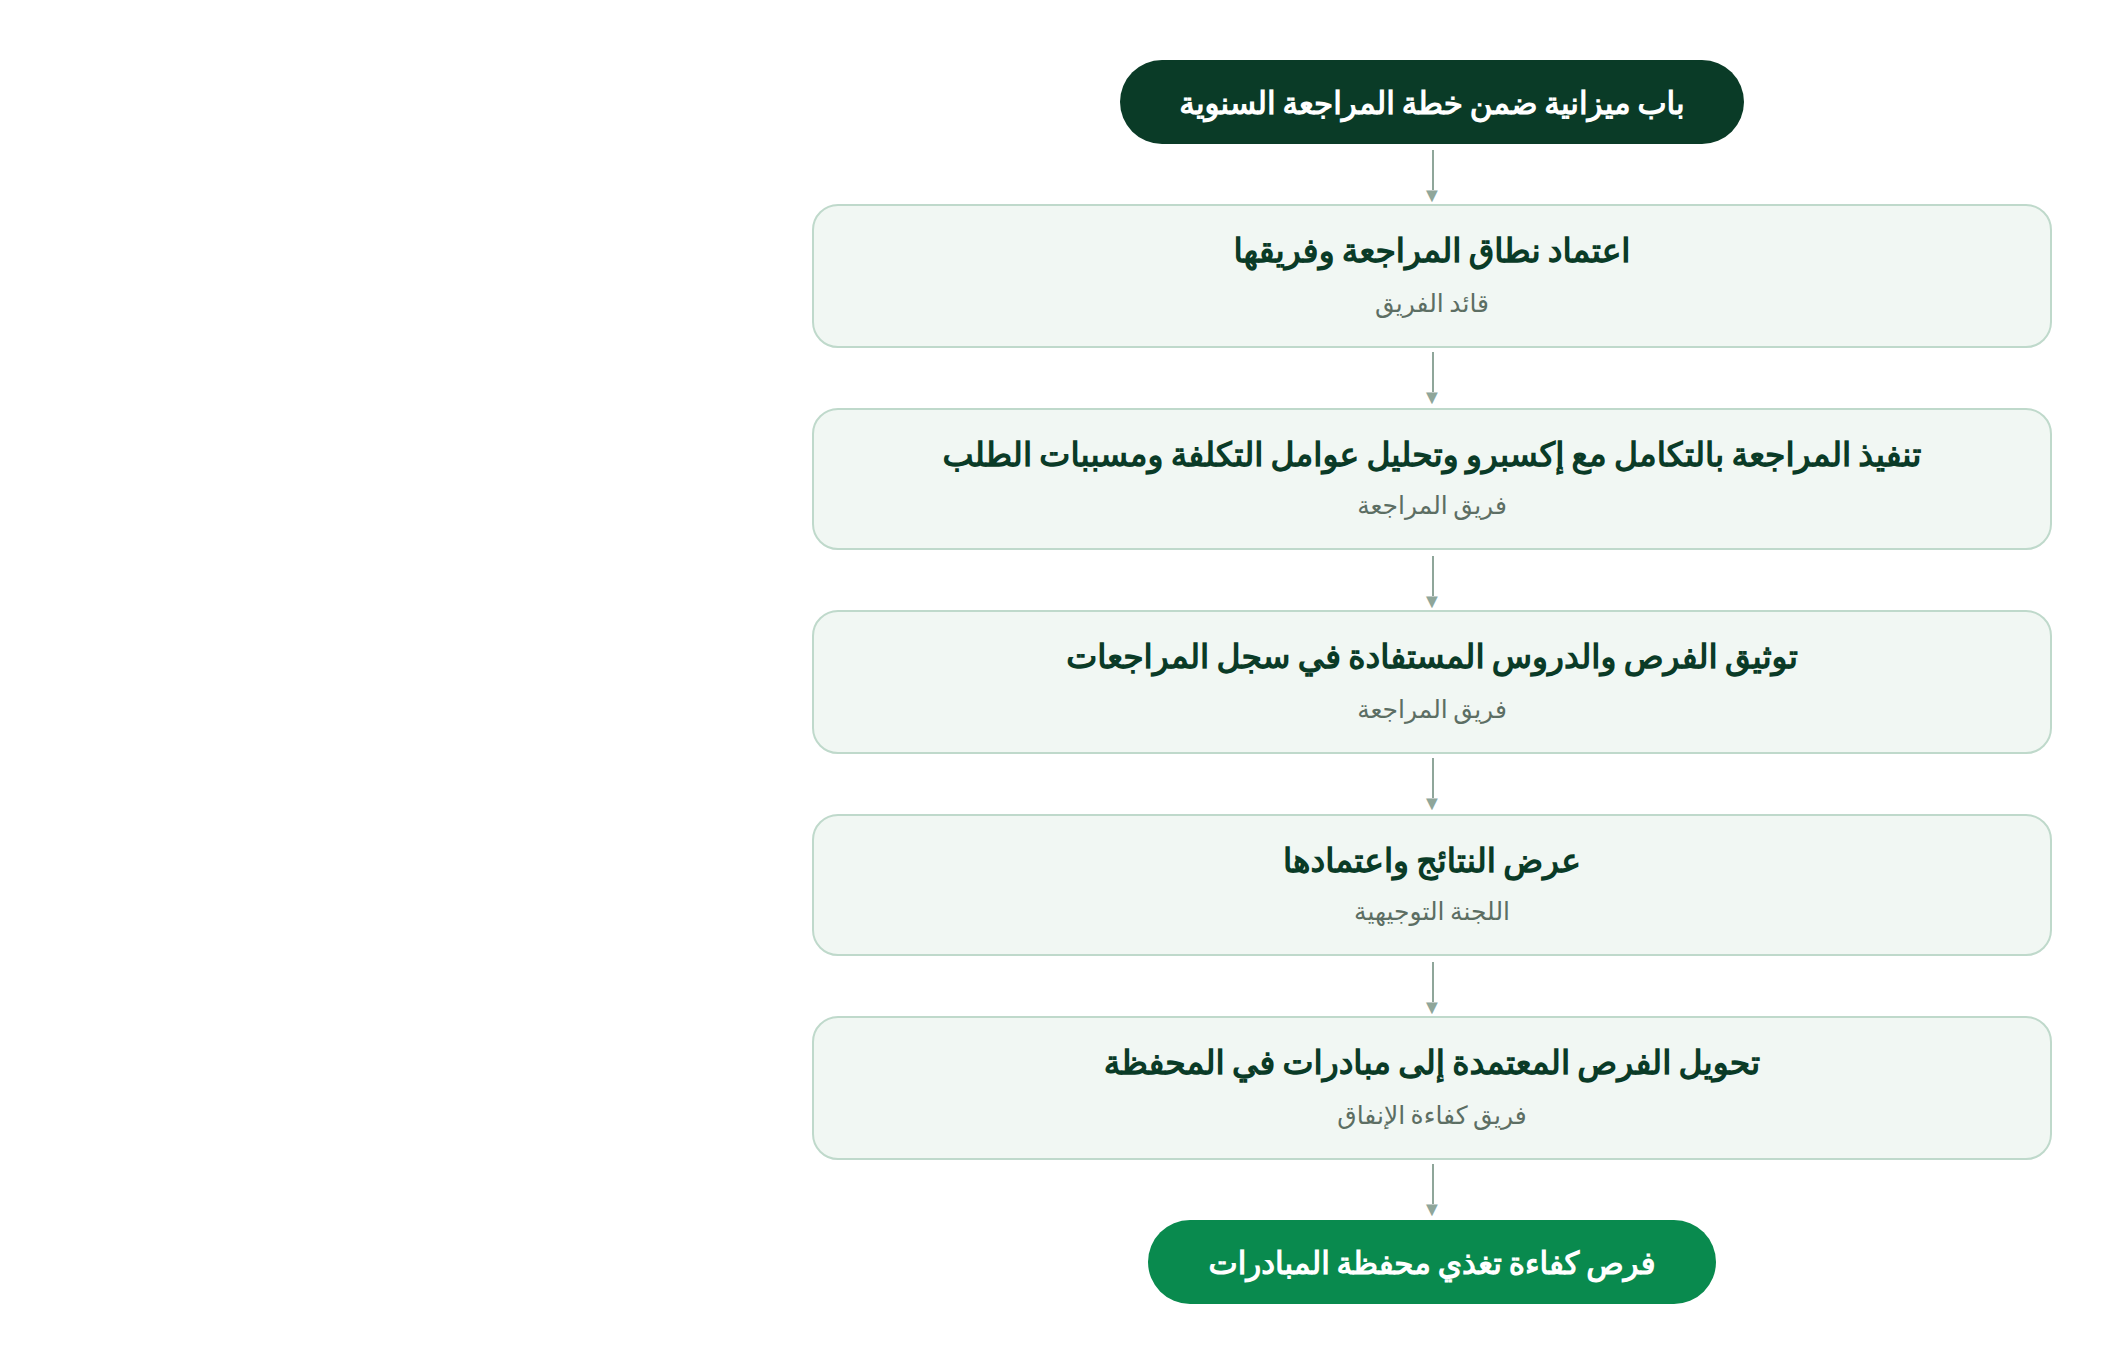 باب ميزانية ضمن خطة المراجعة السنوية
اعتماد نطاق المراجعة وفريقها
قائد الفريق
تنفيذ المراجعة بالتكامل مع إكسبرو وتحليل عوامل التكلفة ومسببات الطلب
فريق المراجعة
توثيق الفرص والدروس المستفادة في سجل المراجعات
فريق المراجعة
عرض النتائج واعتمادها
اللجنة التوجيهية
تحويل الفرص المعتمدة إلى مبادرات في المحفظة
فريق كفاءة الإنفاق
فرص كفاءة تغذي محفظة المبادرات